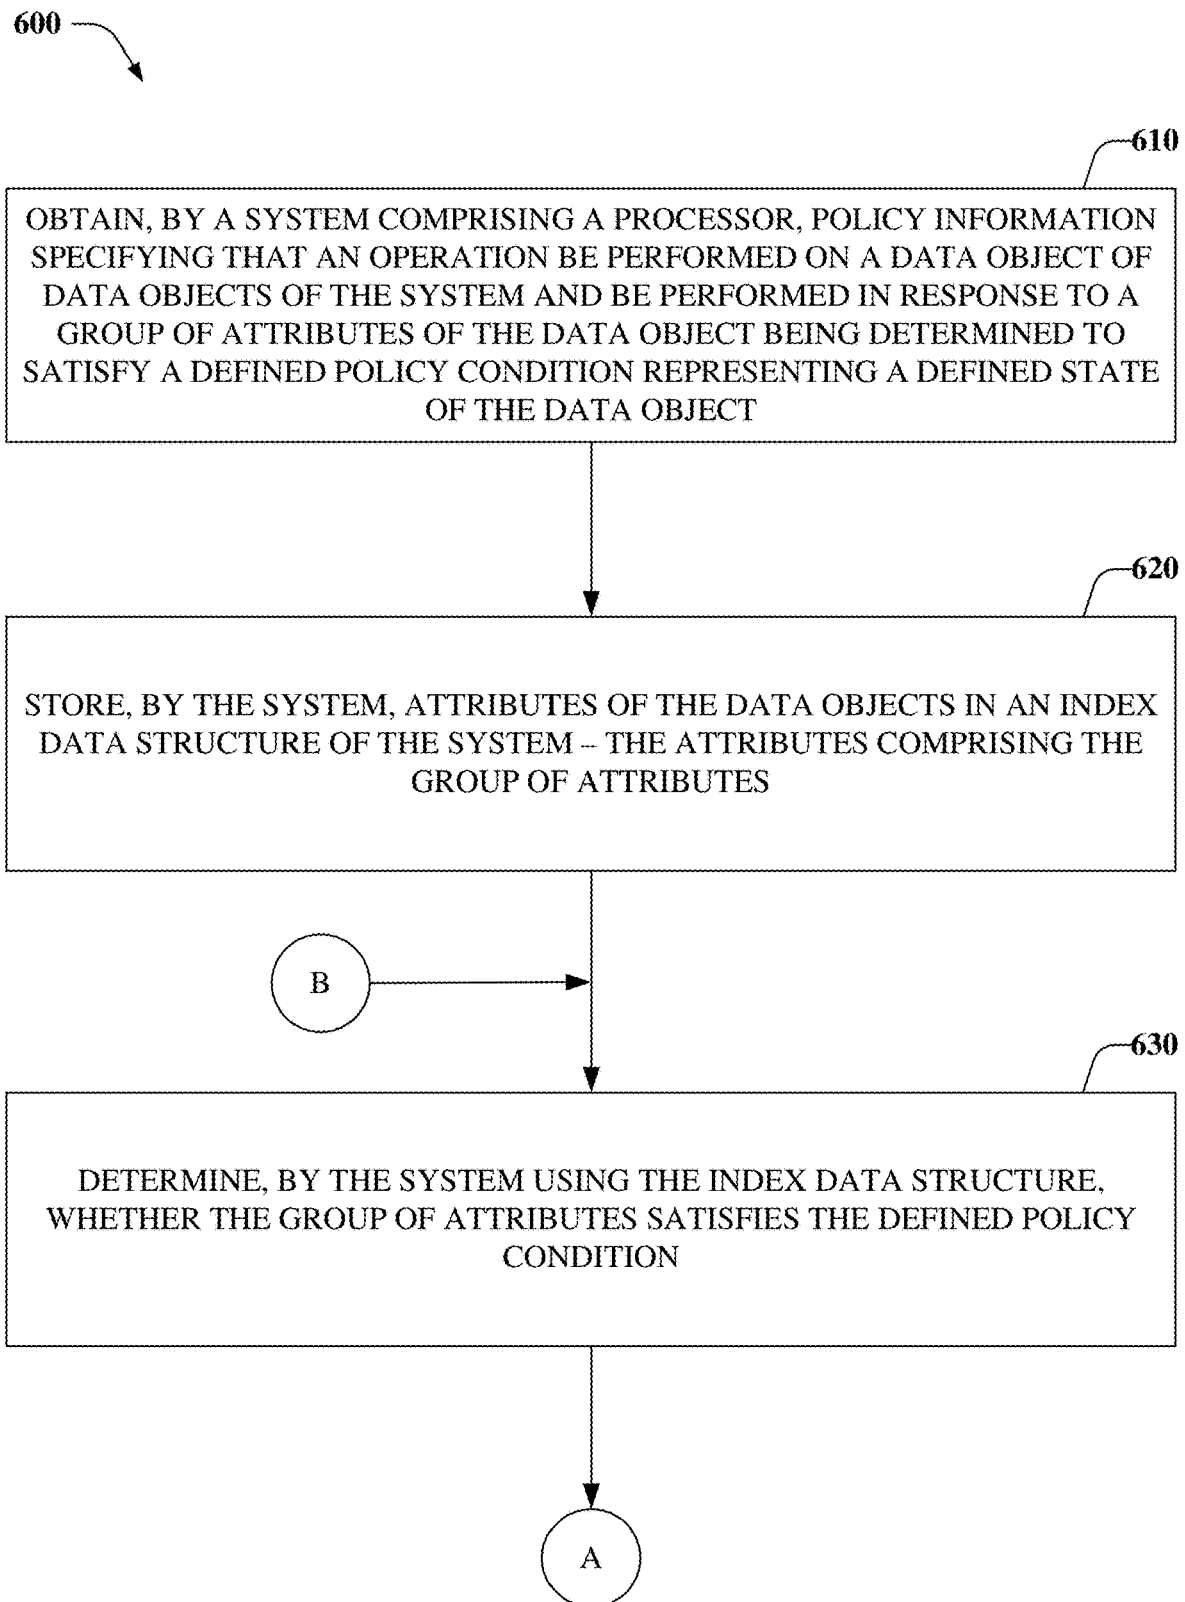 600
610
OBTAIN, BY A SYSTEM COMPRISING A PROCESSOR, POLICY INFORMATION
SPECIFYING THAT AN OPERATION BE PERFORMED ON A DATA OBJECT OF
DATA OBJECTS OF THE SYSTEM AND BE PERFORMED IN RESPONSE TO A
GROUP OF ATTRIBUTES OF THE DATA OBJECT BEING DETERMINED TO
SATISFY A DEFINED POLICY CONDITION REPRESENTING A DEFINED STATE
OF THE DATA OBJECT
620
STORE, BY THE SYSTEM, ATTRIBUTES OF THE DATA OBJECTS IN AN INDEX
DATA STRUCTURE OF THE SYSTEM – THE ATTRIBUTES COMPRISING THE
GROUP OF ATTRIBUTES
B
630
DETERMINE, BY THE SYSTEM USING THE INDEX DATA STRUCTURE,
WHETHER THE GROUP OF ATTRIBUTES SATISFIES THE DEFINED POLICY
CONDITION
A